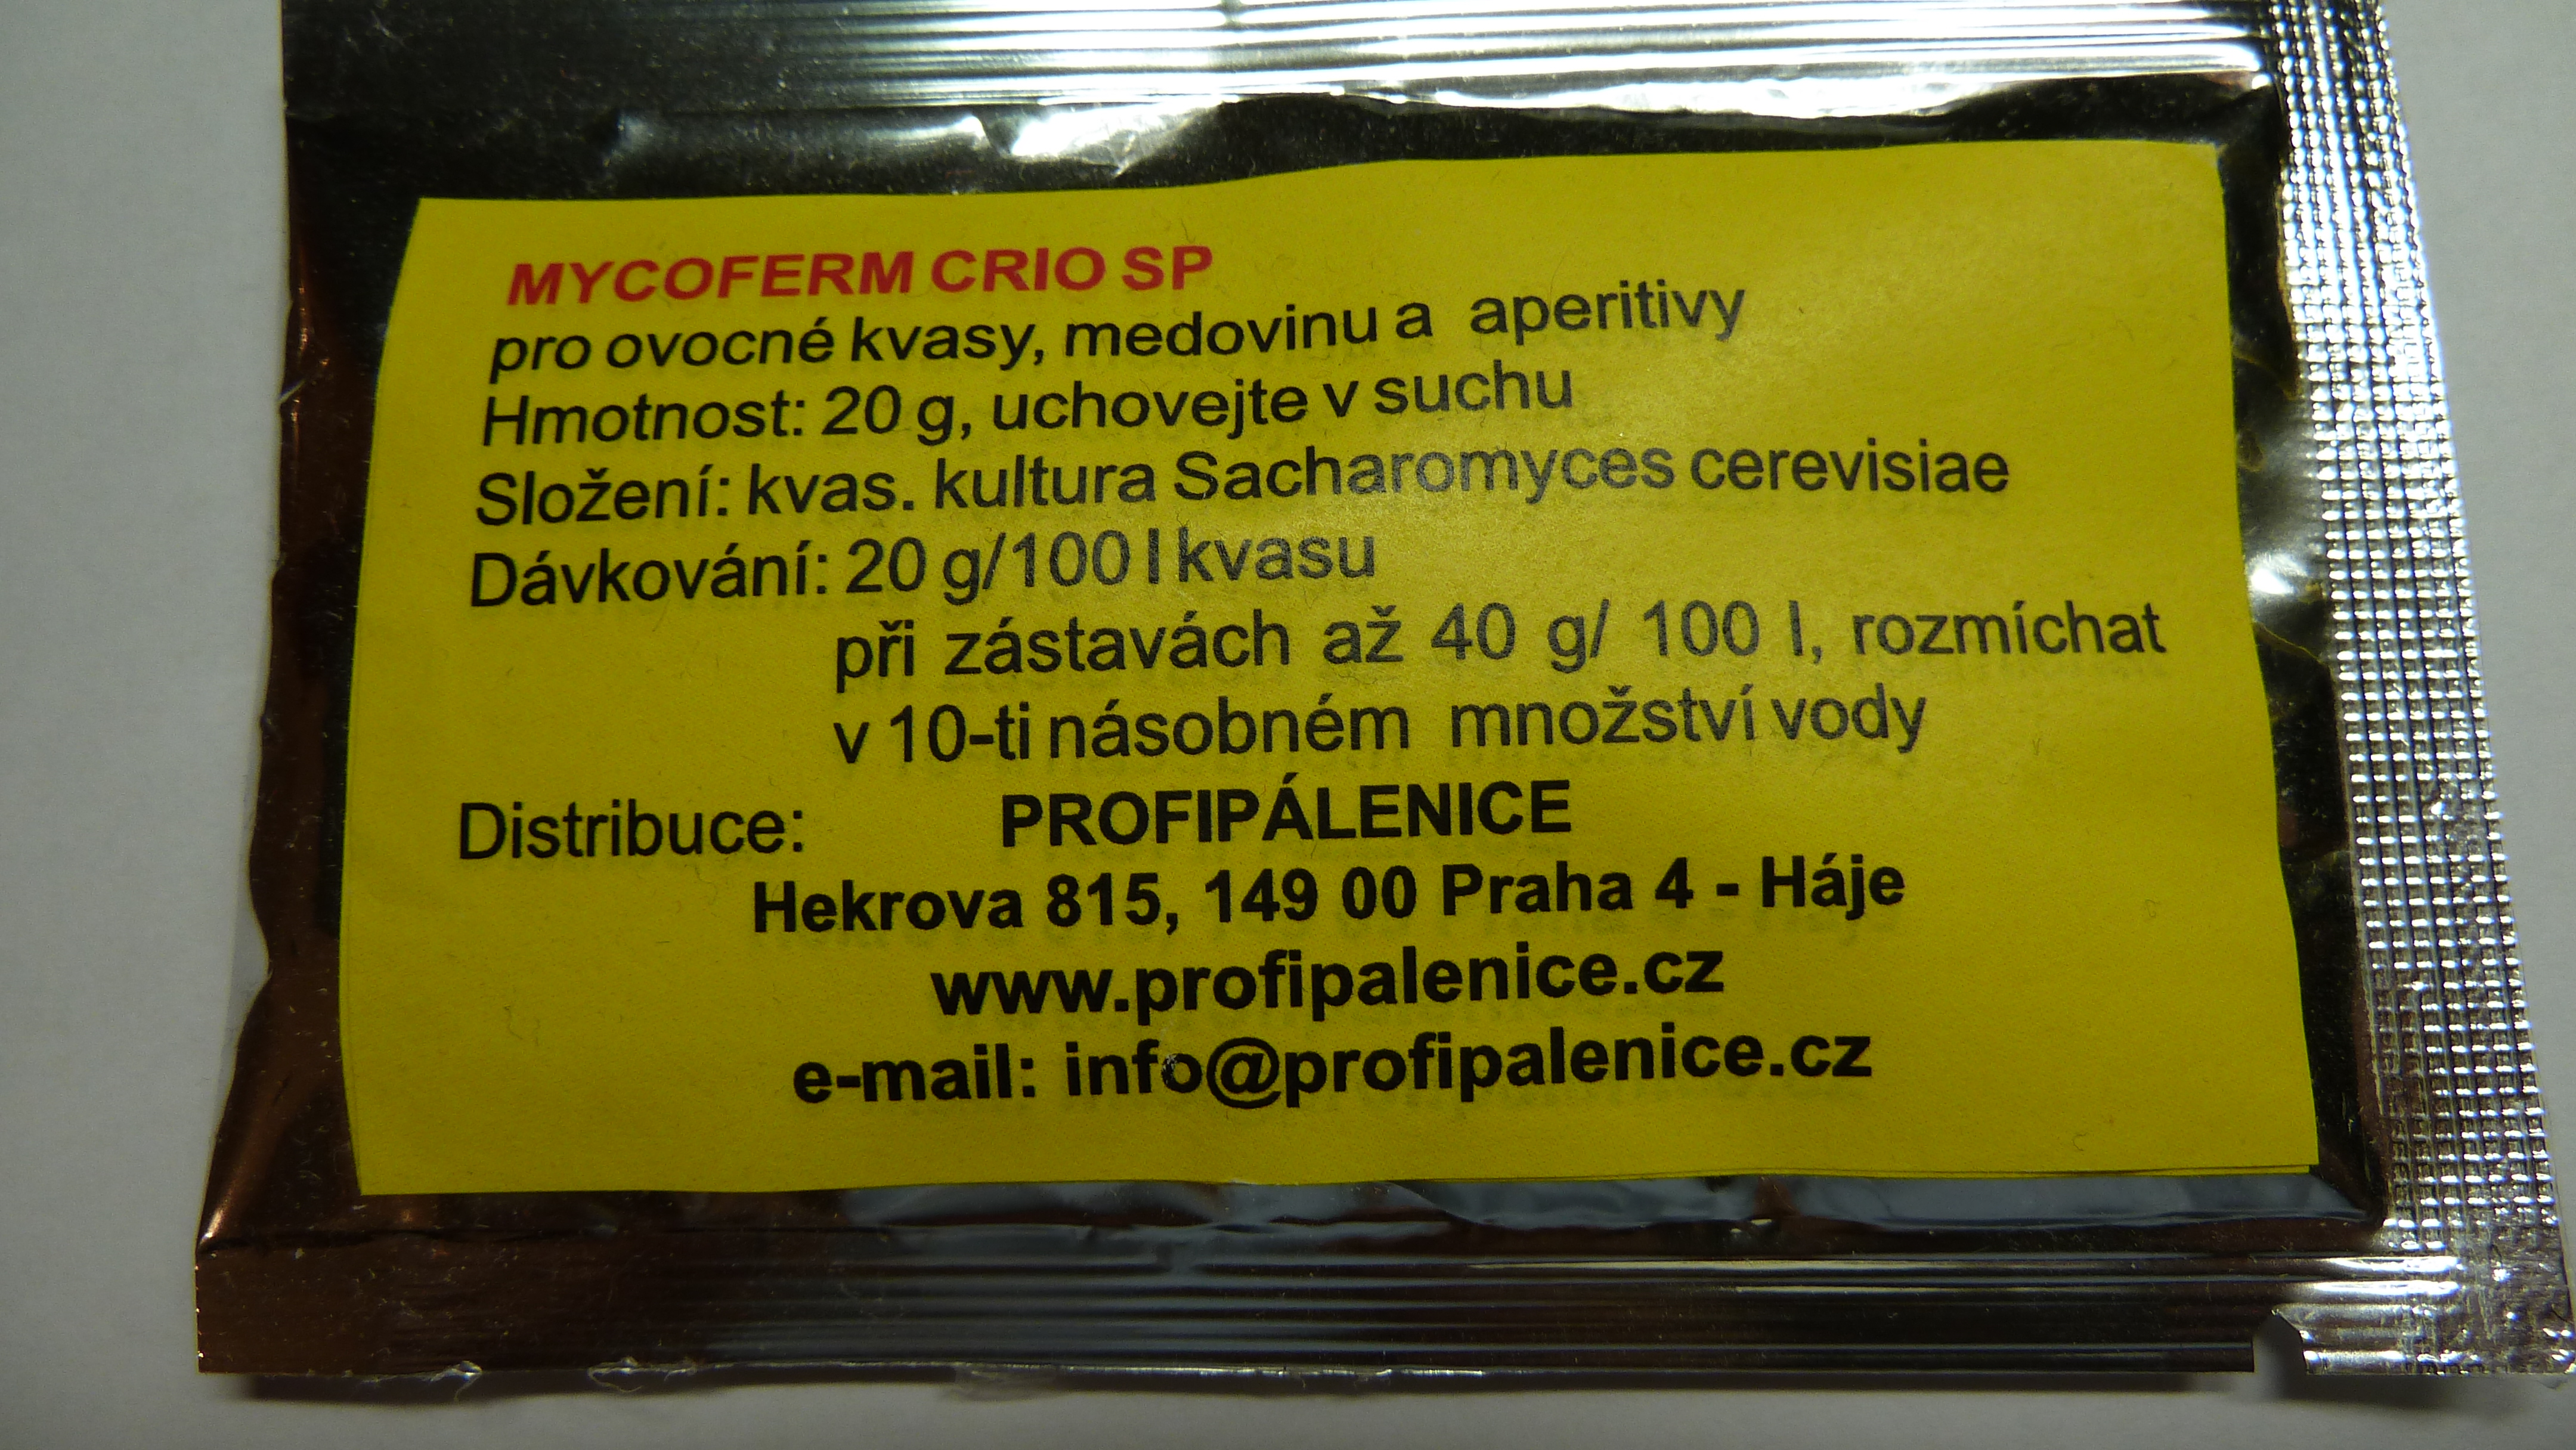 MYCOFERM CRIO SP
pro ovocné kvasy, medovinu a aperitivy
Hmotnost: 20 g, uchovejte v suchu
Složení: kvas. kultura Sacharomyces cerevisiae
Dávkování: 20 g/100 l kvasu
při zástavách až 40 g/ 100 l, rozmíchat
v 10-ti násobném množství vody
Distribuce: PROFIPÁLENICE
Hekrova 815, 149 00 Praha 4 - Háje
www.profipalenice.cz
e-mail: info@profipalenice.cz